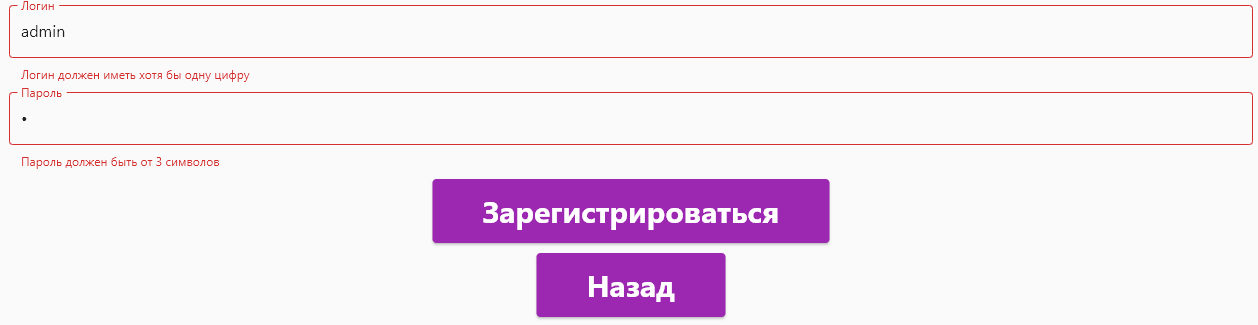 Логин
admin
Логин должен иметь хотя бы одну цифру
Пароль
•
Пароль должен быть от 3 символов
Зарегистрироваться
Назад